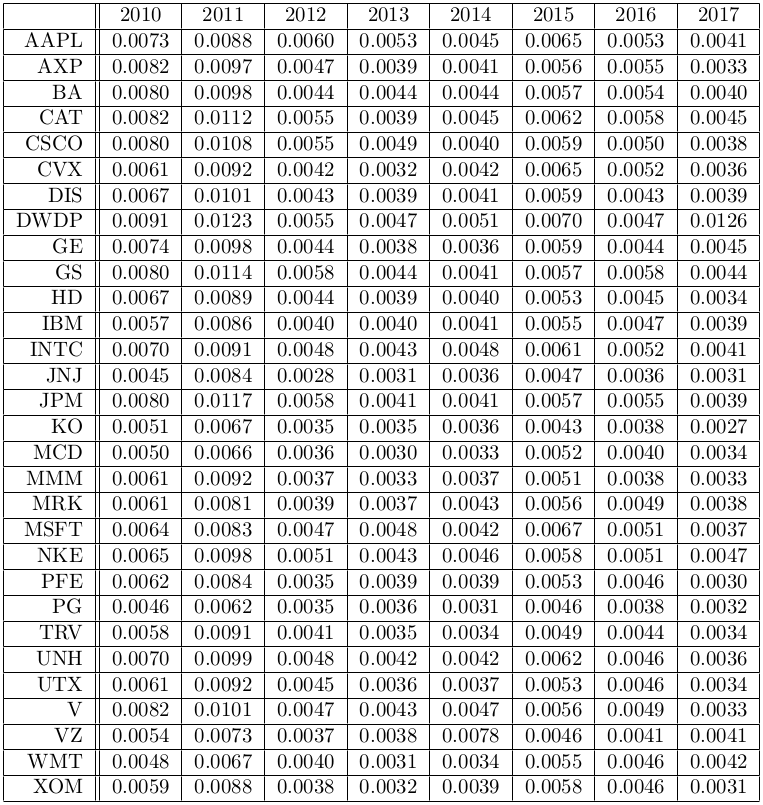 2010 2011 2012 2013 2014 2015 2016 2017
AAPL 0.0073 0.0088 0.0060 0.0053 0.0045 0.0065 0.0053 0.0041
AXP 0.0082 0.0097 0.0047 0.0039 0.0041 0.0056 0.0055 0.0033
BA 0.0080 0.0098 0.0044 0.0044 0.0044 0.0057 0.0054 0.0040
CAT 0.0082 0.0112 0.0055 0.0039 0.0045 0.0062 0.0058 0.0045
CSCO 0.0080 0.0108 0.0055 0.0049 0.0040 0.0059 0.0050 0.0038
CVX 0.0061 0.0092 0.0042 0.0032 0.0042 0.0065 0.0052 0.0036
DIS 0.0067 0.0101 0.0043 0.0039 0.0041 0.0059 0.0043 0.0039
DWDP 0.0091 0.0123 0.0055 0.0047 0.0051 0.0070 0.0047 0.0126
GE 0.0074 0.0098 0.0044 0.0038 0.0036 0.0059 0.0044 0.0045
GS 0.0080 0.0114 0.0058 0.0044 0.0041 0.0057 0.0058 0.0044
HD 0.0067 0.0089 0.0044 0.0039 0.0040 0.0053 0.0045 0.0034
IBM 0.0057 0.0086 0.0040 0.0040 0.0041 0.0055 0.0047 0.0039
INTC 0.0070 0.0091 0.0048 0.0043 0.0048 0.0061 0.0052 0.0041
JNJ 0.0045 0.0084 0.0028 0.0031 0.0036 0.0047 0.0036 0.0031
JPM 0.0080 0.0117 0.0058 0.0041 0.0041 0.0057 0.0055 0.0039
KO 0.0051 0.0067 0.0035 0.0035 0.0036 0.0043 0.0038 0.0027
MCD 0.0050 0.0066 0.0036 0.0030 0.0033 0.0052 0.0040 0.0034
MMM 0.0061 0.0092 0.0037 0.0033 0.0037 0.0051 0.0038 0.0033
MRK 0.0061 0.0081 0.0039 0.0037 0.0043 0.0056 0.0049 0.0038
MSFT 0.0064 0.0083 0.0047 0.0048 0.0042 0.0067 0.0051 0.0037
NKE 0.0065 0.0098 0.0051 0.0043 0.0046 0.0058 0.0051 0.0047
PFE 0.0062 0.0084 0.0035 0.0039 0.0039 0.0053 0.0046 0.0030
PG 0.0046 0.0062 0.0035 0.0036 0.0031 0.0046 0.0038 0.0032
TRV 0.0058 0.0091 0.0041 0.0035 0.0034 0.0049 0.0044 0.0034
UNH 0.0070 0.0099 0.0048 0.0042 0.0042 0.0062 0.0046 0.0036
UTX 0.0061 0.0092 0.0045 0.0036 0.0037 0.0053 0.0046 0.0034
V 0.0082 0.0101 0.0047 0.0043 0.0047 0.0056 0.0049 0.0033
VZ 0.0054 0.0073 0.0037 0.0038 0.0078 0.0046 0.0041 0.0041
WMT 0.0048 0.0067 0.0040 0.0031 0.0034 0.0055 0.0046 0.0042
XOM 0.0059 0.0088 0.0038 0.0032 0.0039 0.0058 0.0046 0.0031